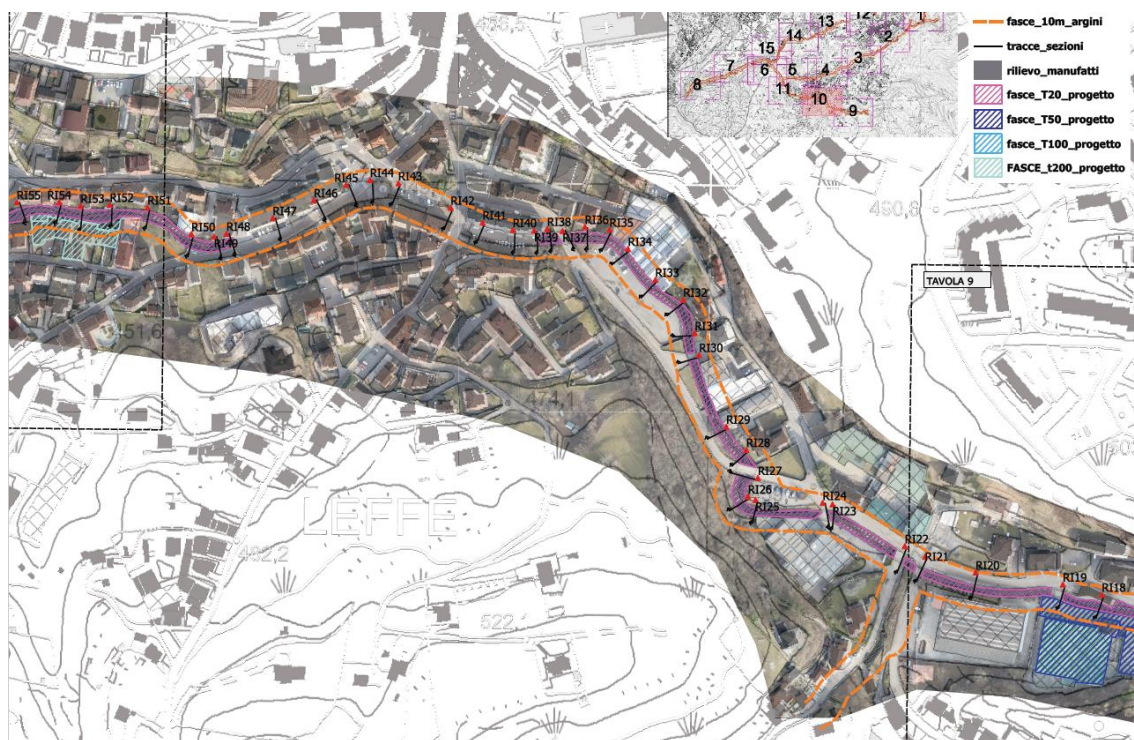 fasce_10m_argini
tracce_sezioni
rilievo_manufatti
fasce_T20_progetto
fasce_T50_progetto
fasce_T100_progetto
FASCE_t200_progetto
1
2
3
4
5
6
7
8
9
10
11
12
13
14
15
TAVOLA 9
RI55
RI54
RI53
RI52
RI51
RI50
RI49
RI48
RI47
RI46
RI45
RI44
RI43
RI42
RI41
RI40
RI39
RI38
RI37
RI36
RI35
RI34
RI33
RI32
RI31
RI30
RI29
RI28
RI27
RI26
RI25
RI24
RI23
RI22
RI21
RI20
RI19
RI18
LEFFE
474,1
482,2